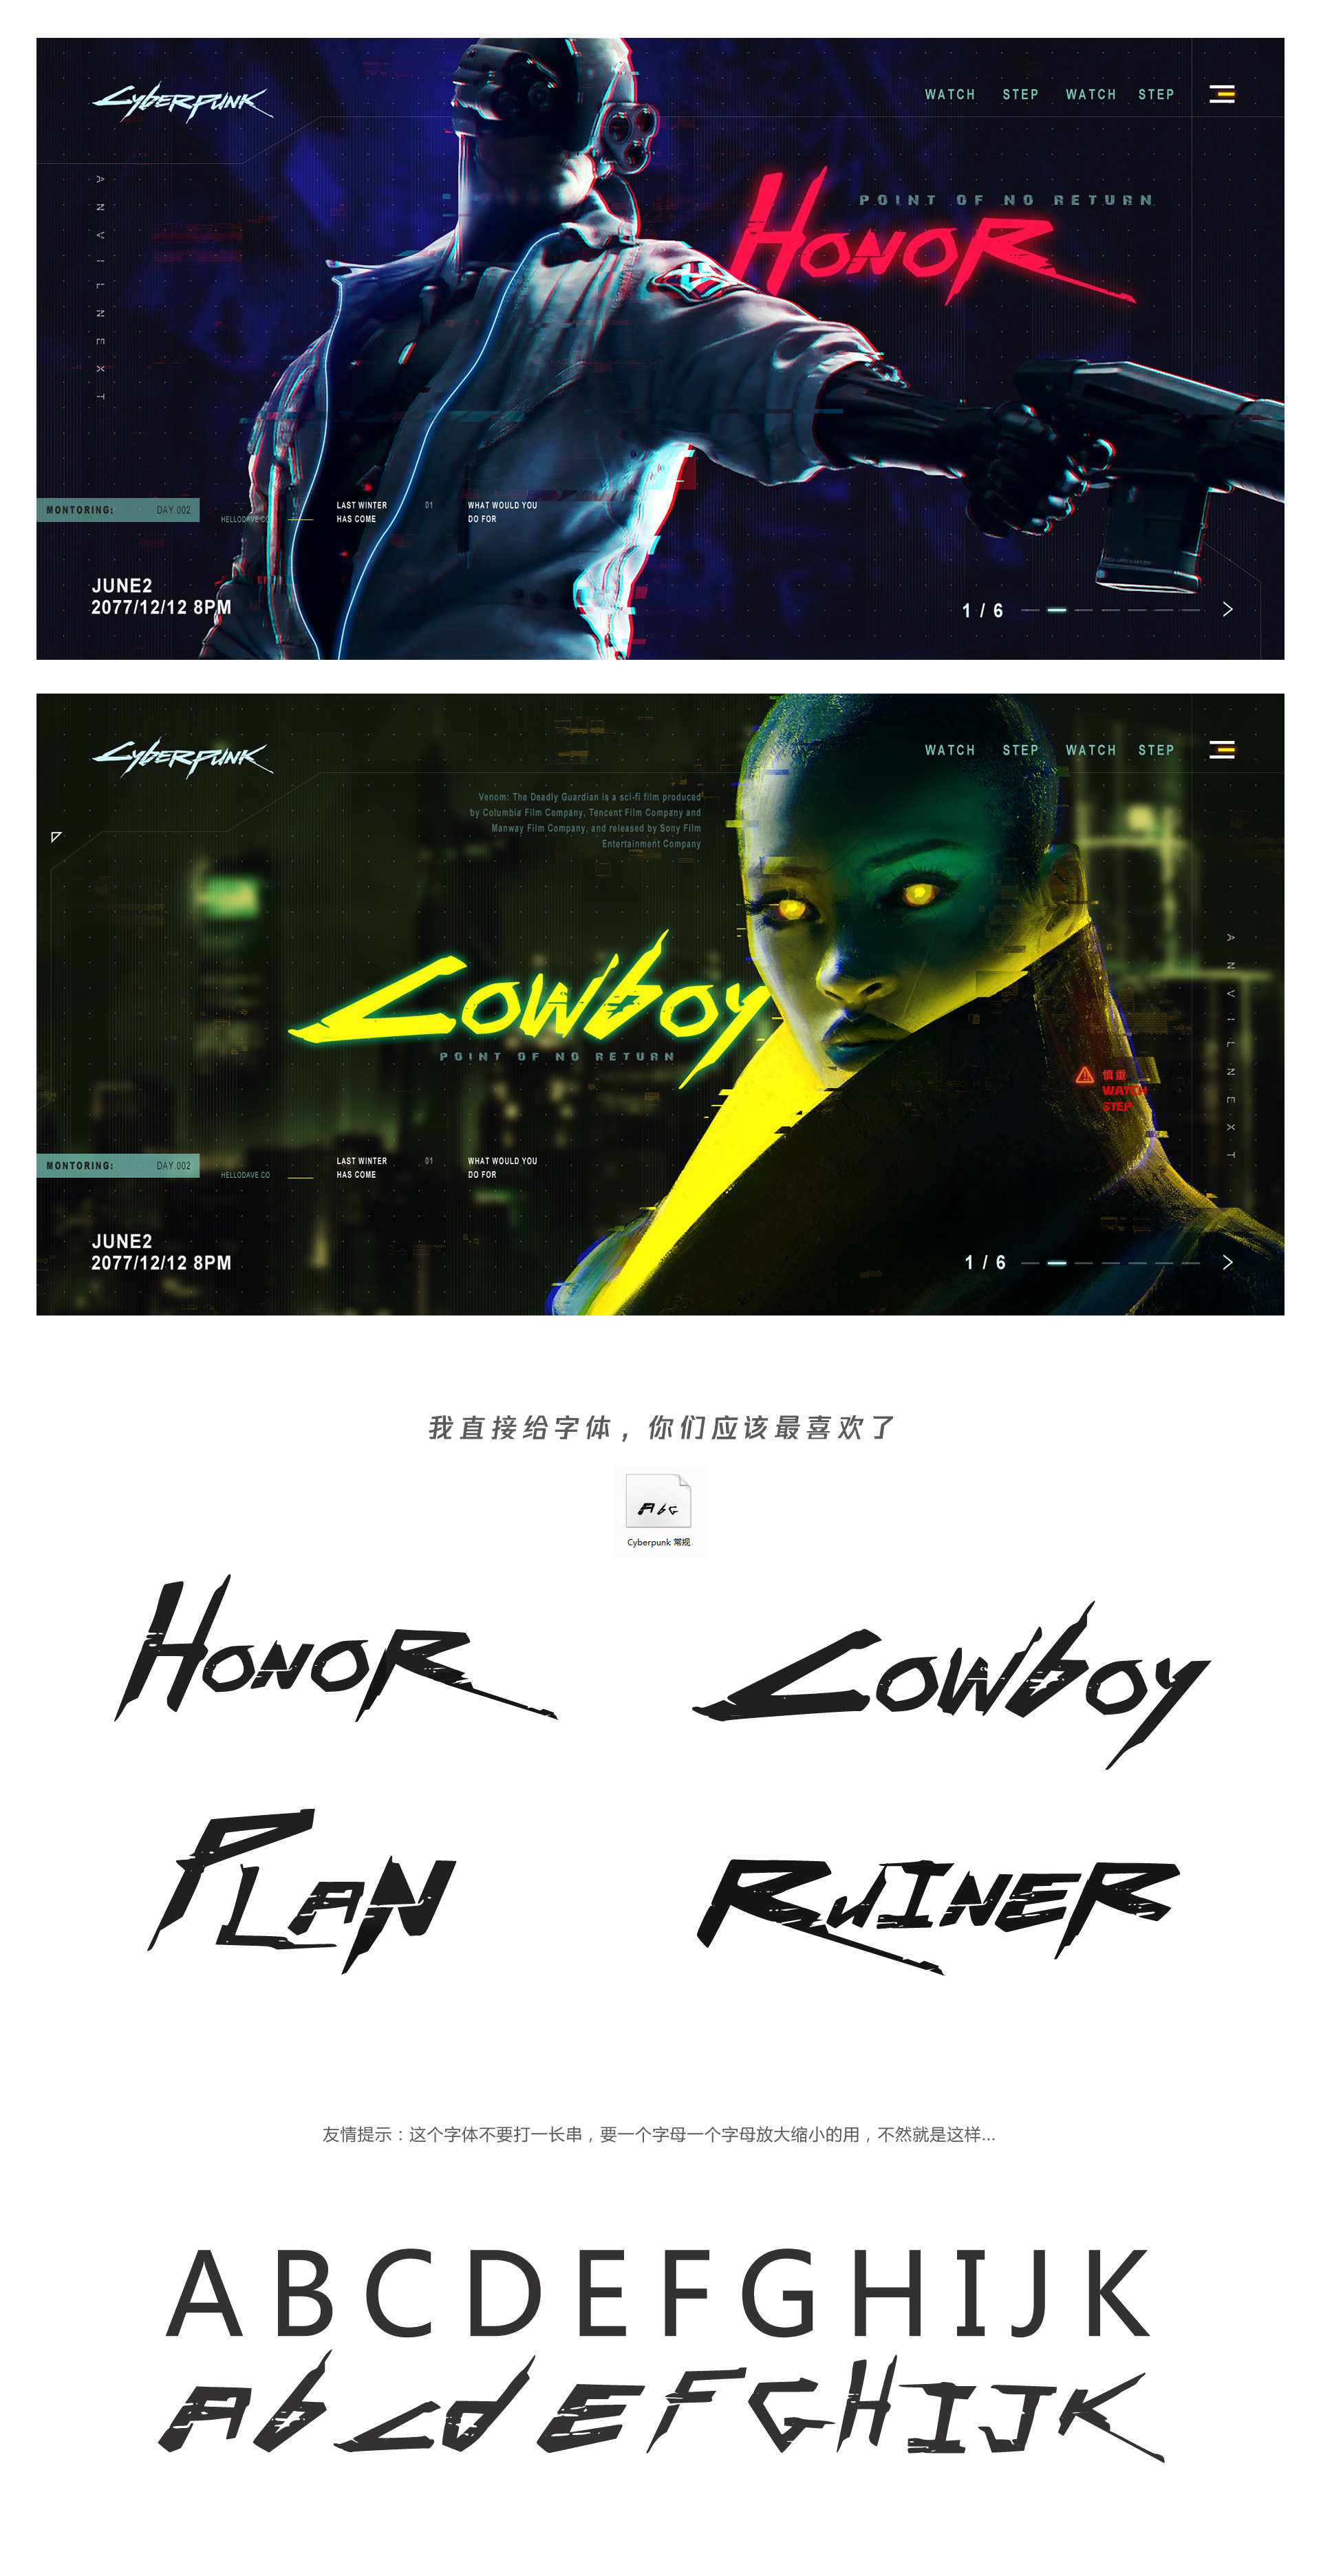 Cyberpunk
WATCH STEP WATCH STEP
ANVILNEXT
POINT OF NO RETURN
HONOR
MONTORING: DAY.002
HELLODAVE CO
LAST WINTER
HAS COME
01
WHAT WOULD YOU
DO FOR
JUNE2
2077/12/12 8PM
1 / 6
Cyberpunk
WATCH STEP WATCH STEP
Venom: The Deadly Guardian is a sci-fi film produced
by Columbia Film Company, Tencent Film Company and
Manway Film Company, and released by Sony Film
Entertainment Company
ANVILNEXT
Cowboy
POINT OF NO RETURN
慎重
WATCH
STEP
MONTORING: DAY.002
HELLODAVE CO
LAST WINTER
HAS COME
01
WHAT WOULD YOU
DO FOR
JUNE2
2077/12/12 8PM
1 / 6
我直接给字体，你们应该最喜欢了
Abc
Cyberpunk 常规
HONOR
Cowboy
PLAN
RUINER
友情提示：这个字体不要打一长串，要一个字母一个字母放大缩小的用，不然就是这样...
ABCDEFGHIJK
AbcdEFGHIJK